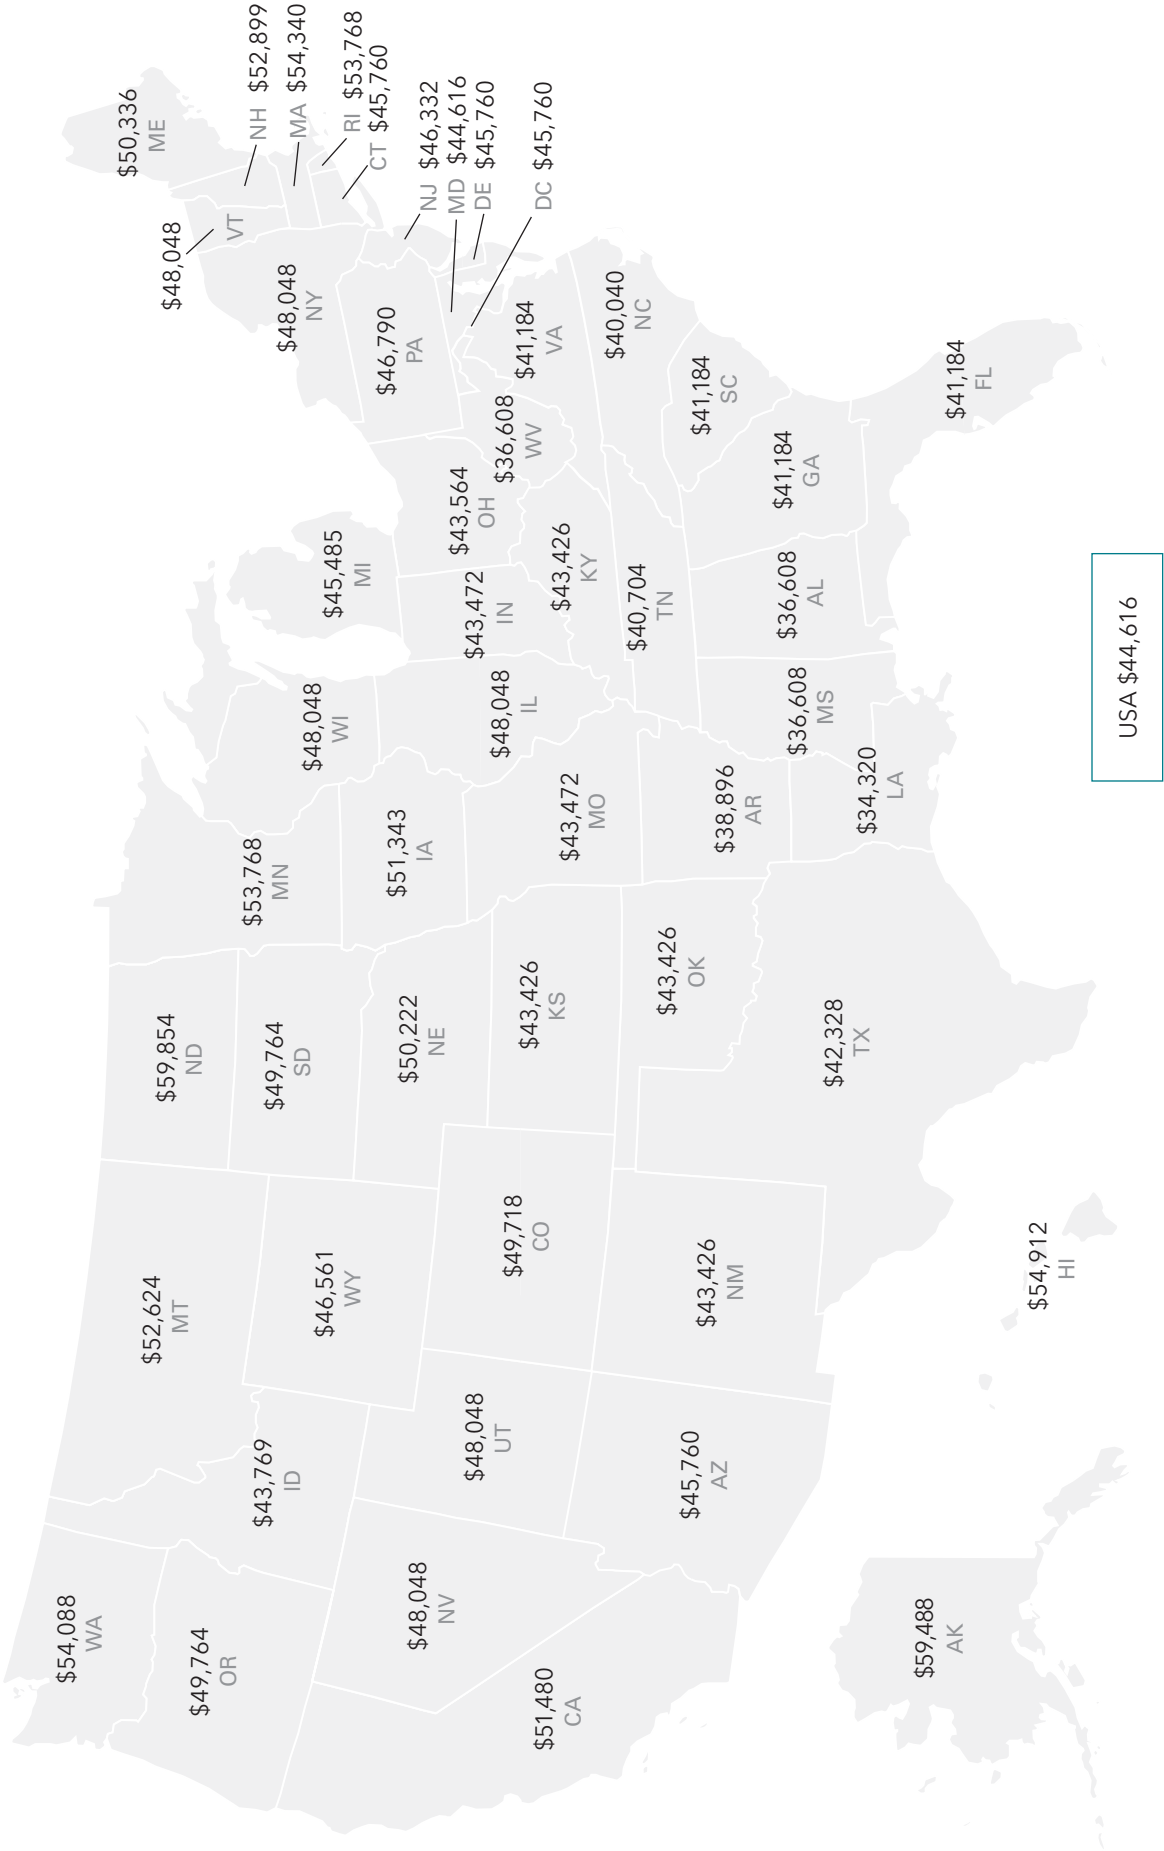 $54,088
WA
$49,764
OR
$51,480
CA
$48,048
NV
$43,769
ID
$52,624
MT
$46,561
WY
$48,048
UT
$45,760
AZ
$49,718
CO
$43,426
NM
$59,854
ND
$49,764
SD
$50,222
NE
$43,426
KS
$43,426
OK
$42,328
TX
$53,768
MN
$51,343
IA
$43,472
MO
$38,896
AR
$34,320
LA
$48,048
WI
$48,048
IL
$36,608
MS
$45,485
MI
$43,472
IN
$43,564
OH
$43,426
KY
$40,704
TN
$36,608
AL
$41,184
GA
$41,184
FL
$41,184
SC
$40,040
NC
$41,184
VA
$36,608
WV
$46,790
PA
$48,048
NY
$48,048
VT
$50,336
ME
NH $52,899
MA $54,340
RI $53,768
CT $45,760
NJ $46,332
MD $44,616
DE $45,760
DC $45,760
$59,488
AK
$54,912
HI
USA $44,616